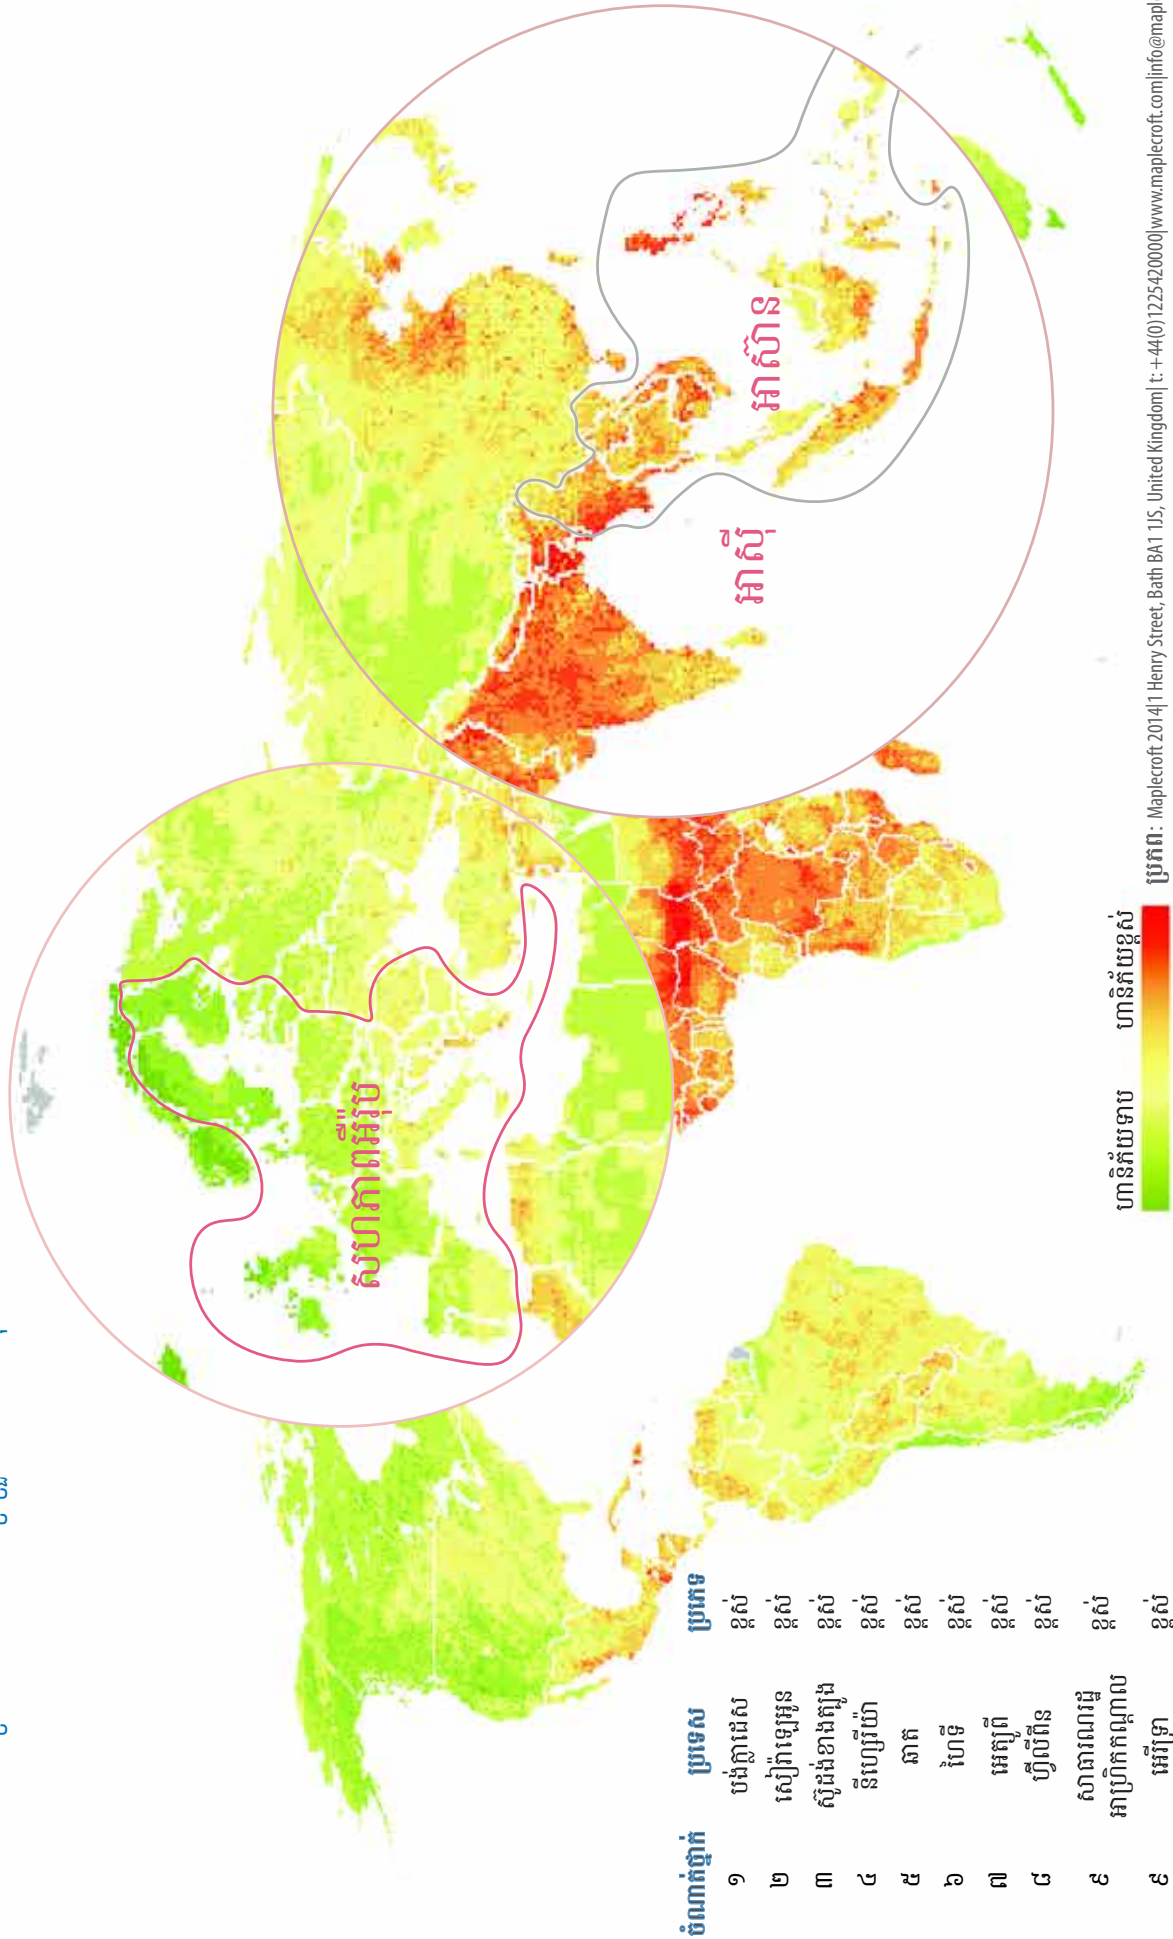 សហភាពអឺរ៉ុប
អាស៊ី
អាស៊ាន
ចំណាត់ថ្នាក់ ប្រទេស ប្រភេទ
១ បង់ក្លាដេស ខ្ពស់
២ សៀរ៉ាឡេអូន ខ្ពស់
៣ ស៊ូដង់ខាងត្បូង ខ្ពស់
៤ នីហ្សេរីយ៉ា ខ្ពស់
៥ ឆាត ខ្ពស់
៦ ហៃទី ខ្ពស់
៧ អេត្យូពី ខ្ពស់
៨ ហ្វីលីពីន ខ្ពស់
៩ សាធារណរដ្ឋ
អាហ្វ្រិកកណ្តាល ខ្ពស់
៩ អេរីទ្រា ខ្ពស់
ហានិភ័យទាប ហានិភ័យខ្ពស់
ប្រភព: Maplecroft 2014|1 Henry Street, Bath BA1 1JS, United Kingdom| t: +44(0)1225420000|www.maplecroft.com|info@mapl